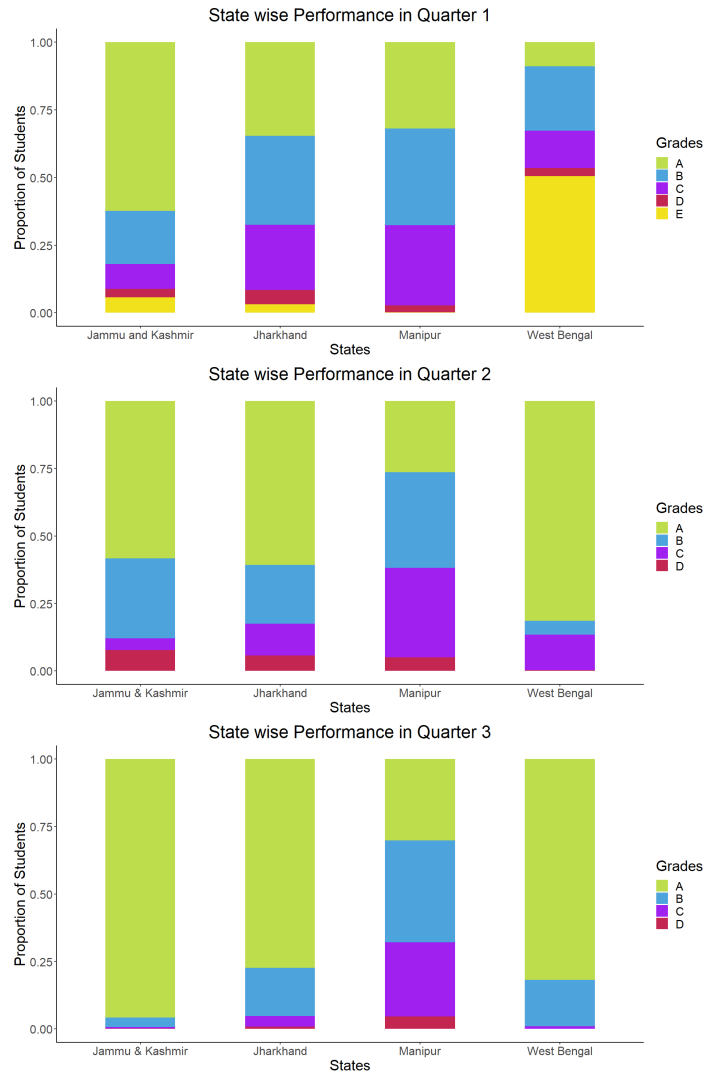 State wise Performance in Quarter 1
Proportion of Students
1.00
0.75
0.50
0.25
0.00
Jammu and Kashmir Jharkhand Manipur West Bengal
States
Grades
A
B
C
D
E
State wise Performance in Quarter 2
Proportion of Students
1.00
0.75
0.50
0.25
0.00
Jammu & Kashmir Jharkhand Manipur West Bengal
States
Grades
A
B
C
D
State wise Performance in Quarter 3
Proportion of Students
1.00
0.75
0.50
0.25
0.00
Jammu & Kashmir Jharkhand Manipur West Bengal
States
Grades
A
B
C
D